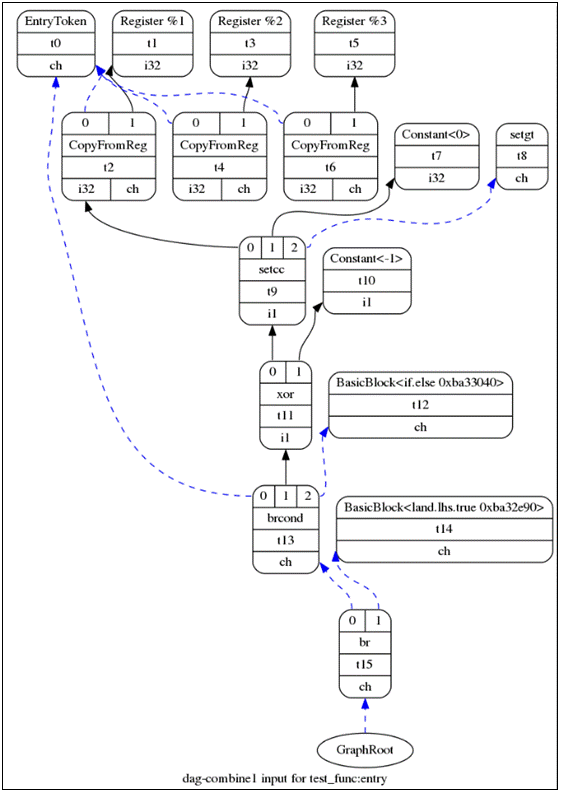 EntryToken
t0
ch
Register %1
t1
i32
Register %2
t3
i32
Register %3
t5
i32
0 1
CopyFromReg
t2
i32 ch
0 1
CopyFromReg
t4
i32 ch
0 1
CopyFromReg
t6
i32 ch
Constant<0>
t7
i32
setgt
t8
ch
0 1 2
setcc
t9
i1
Constant<-1>
t10
i1
0 1
xor
t11
i1
BasicBlock<if.else 0xba33040>
t12
ch
0 1 2
brcond
t13
ch
BasicBlock<land.lhs.true 0xba32e90>
t14
ch
0 1
br
t15
ch
GraphRoot
dag-combine1 input for test_func:entry